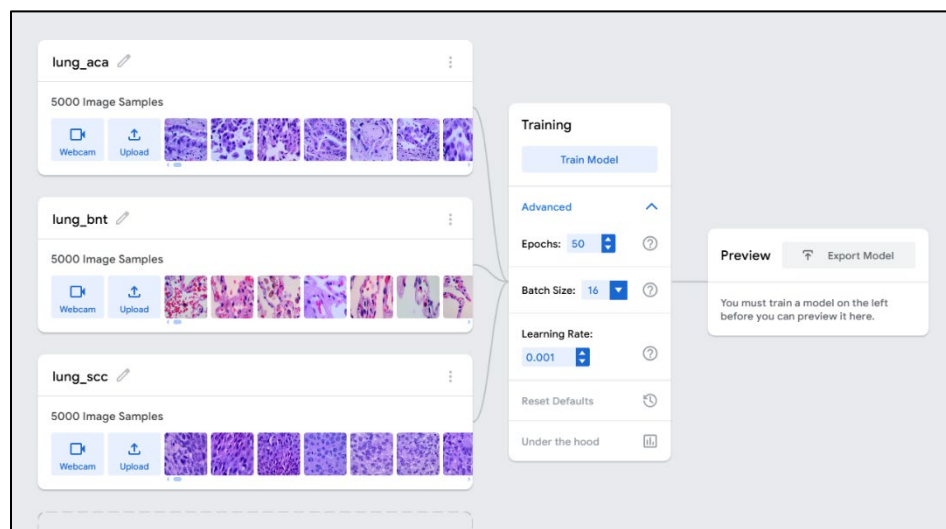 lung_aca
5000 Image Samples
Webcam
Upload
lung_bnt
5000 Image Samples
Webcam
Upload
lung_scc
5000 Image Samples
Webcam
Upload
Training
Train Model
Advanced
Epochs: 50
Batch Size: 16
Learning Rate:
0.001
Reset Defaults
Under the hood
Preview
Export Model
You must train a model on the left
before you can preview it here.